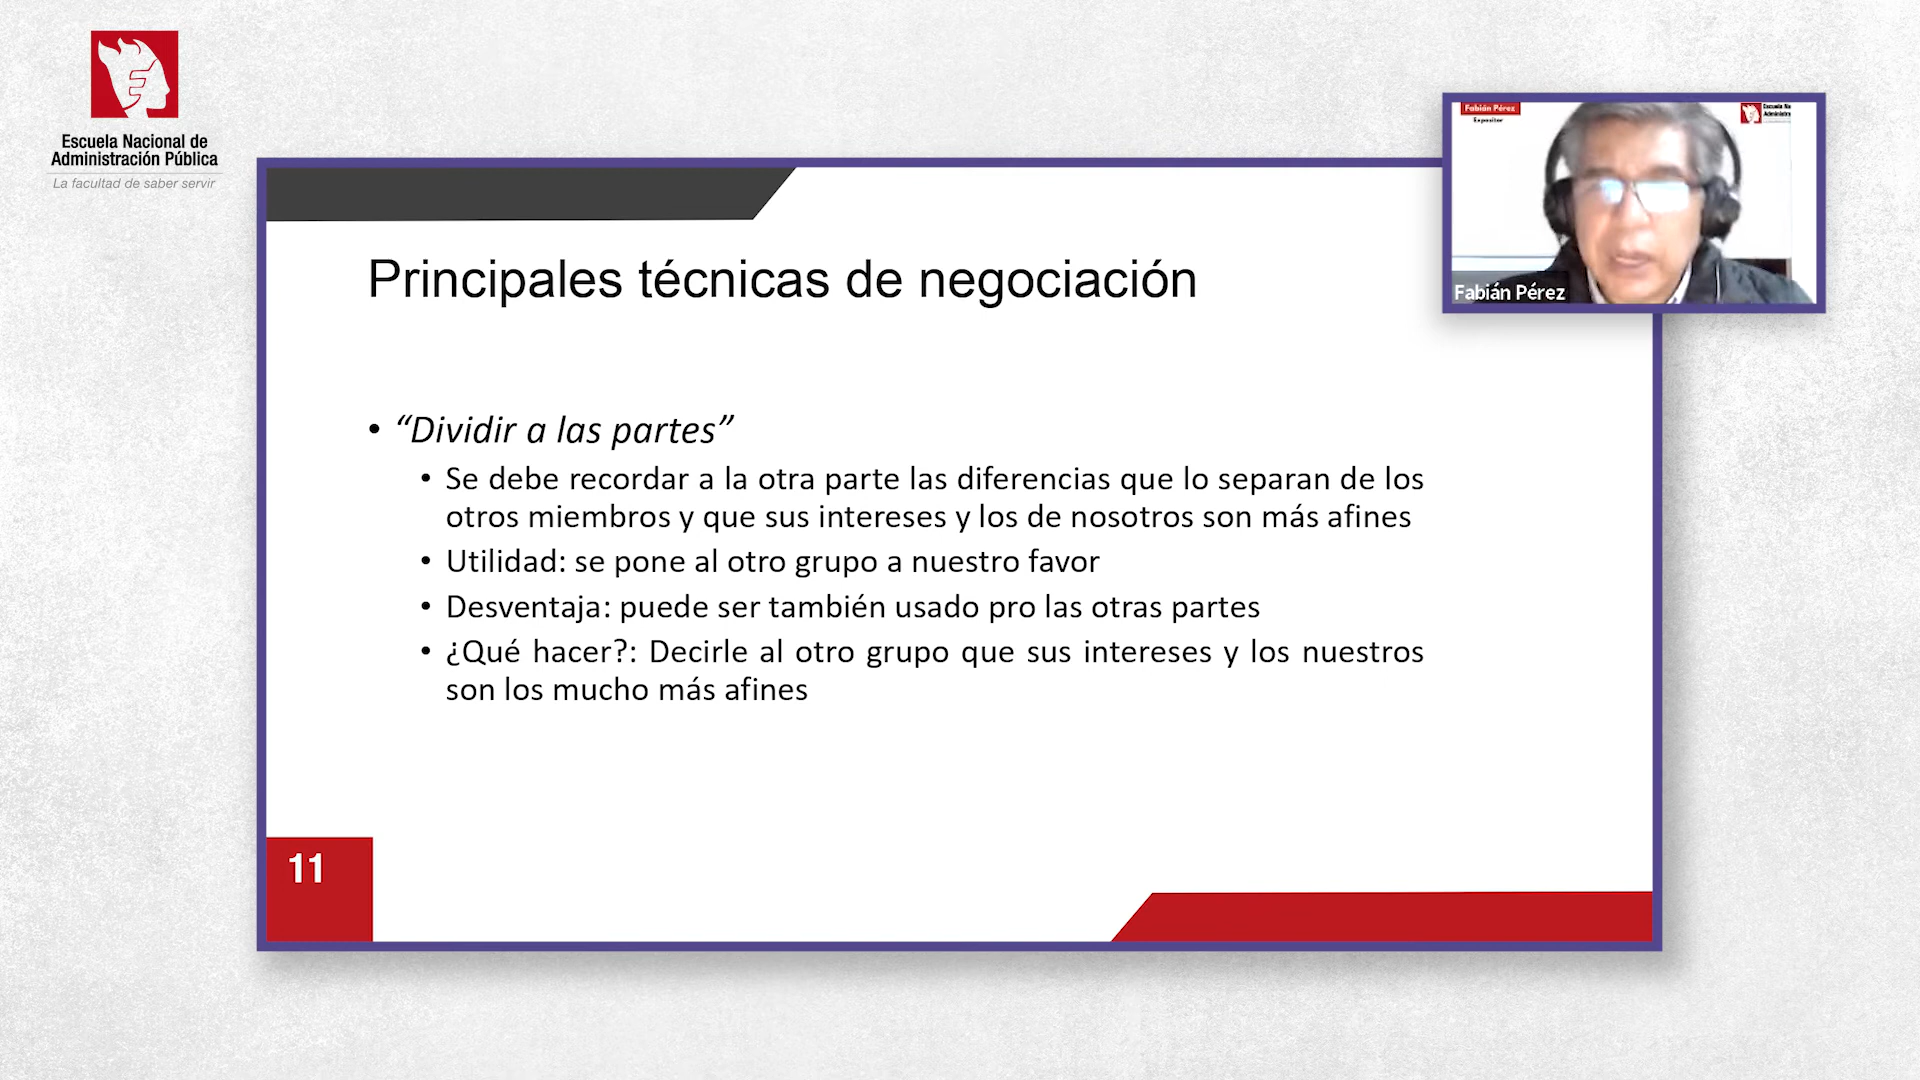 Escuela Nacional de
Administración Pública
La facultad de saber servir
Fabián Pérez
Expositor
Fabián Pérez
Principales técnicas de negociación
• “Dividir a las partes”
• Se debe recordar a la otra parte las diferencias que lo separan de los
otros miembros y que sus intereses y los de nosotros son más afines
• Utilidad: se pone al otro grupo a nuestro favor
• Desventaja: puede ser también usado pro las otras partes
• ¿Qué hacer?: Decirle al otro grupo que sus intereses y los nuestros
son los mucho más afines
11